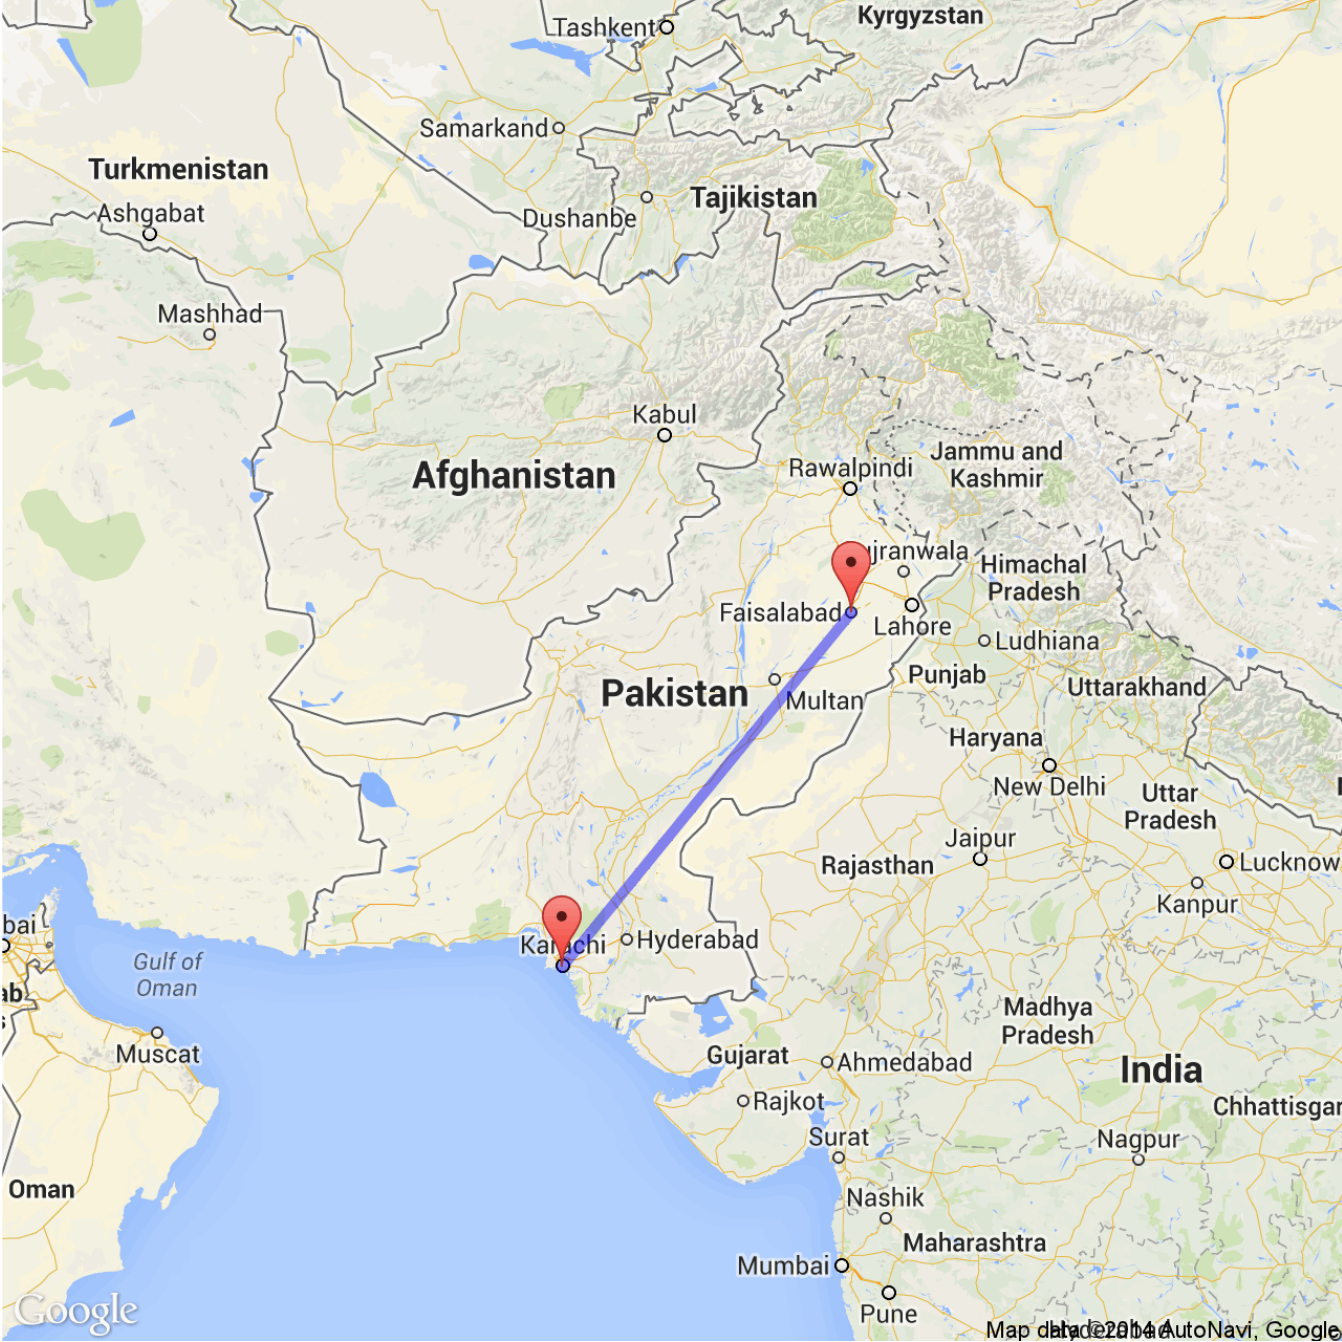 Kyrgyzstan
Tashkent
Samarkand
Turkmenistan
Tajikistan
Ashgabat
Dushanbe
Mashhad
Kabul
Afghanistan
Jammu and
Kashmir
Rawalpindi
jranwala
Himachal
Pradesh
Faisalabad
Lahore
Ludhiana
Punjab
Pakistan
Multan
Uttarakhand
Haryana
New Delhi
Uttar
Pradesh
Jaipur
Rajasthan
Lucknow
Kanpur
Karachi
Hyderabad
bai
Gulf of
Oman
ab
Madhya
Pradesh
Muscat
Gujarat
Ahmedabad
India
Rajkot
Chhattisgar
Surat
Nagpur
Oman
Nashik
Maharashtra
Mumbai
Pune
Google
Hyderabad
Map data ©2014 AutoNavi, Google